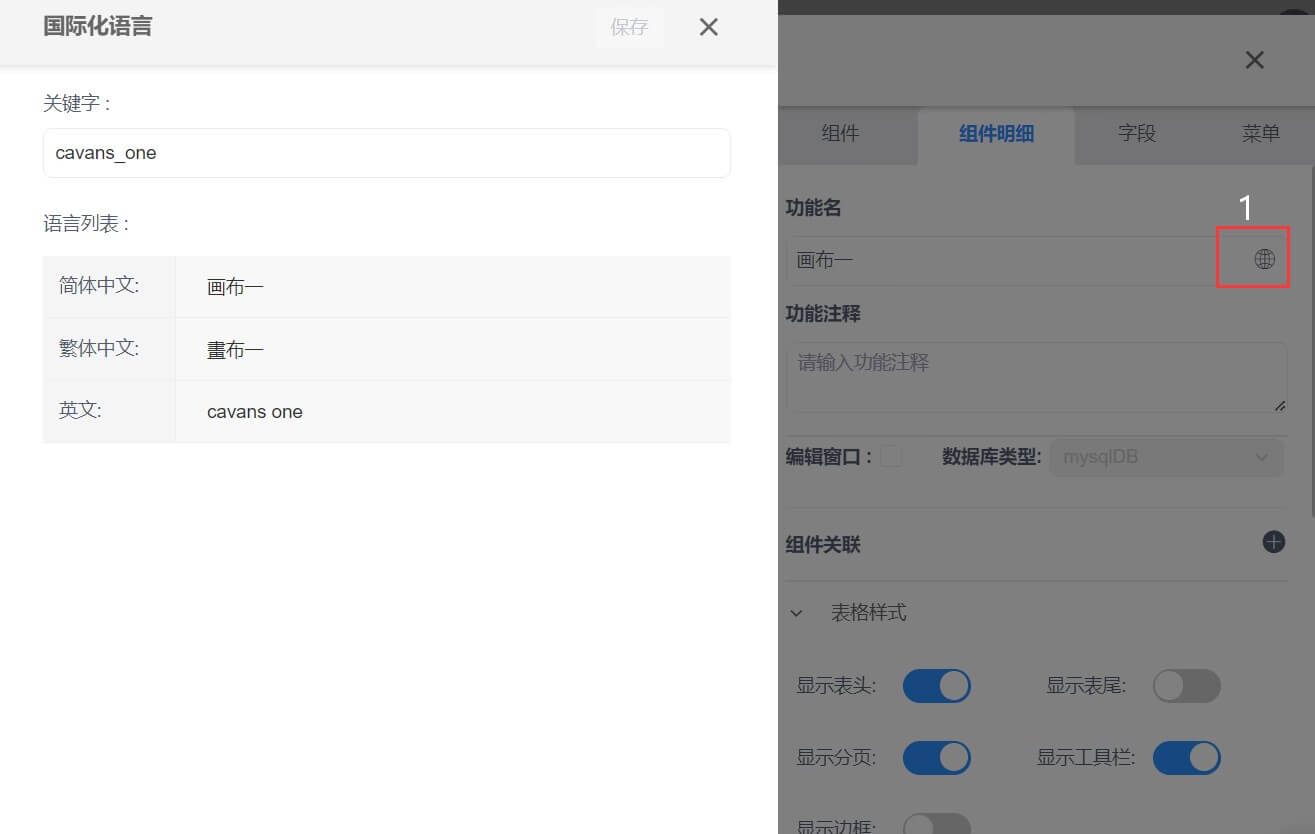 国际化语言
保存
关键字 :
cavans_one
语言列表 :
简体中文:
画布一
繁体中文:
畫布一
英文:
cavans one
组件
组件明细
字段
菜单
功能名
1
画布一
功能注释
请输入功能注释
编辑窗口 :
数据库类型:
mysqlDB
组件关联
表格样式
显示表头:
显示表尾:
显示分页:
显示工具栏:
显示边框: